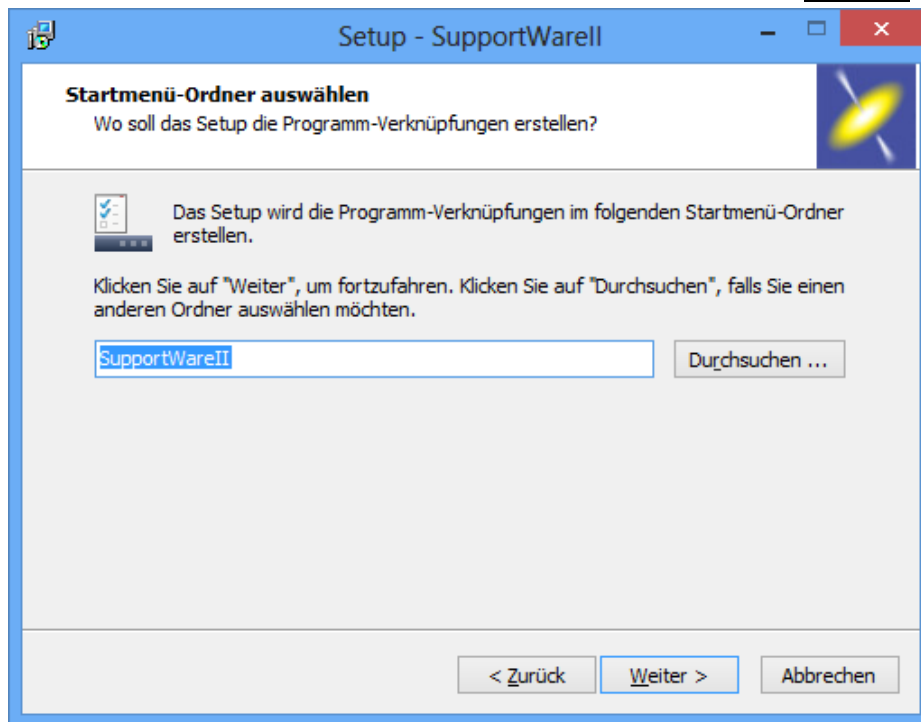 Setup - SupportWareII
Startmenü-Ordner auswählen
Wo soll das Setup die Programm-Verknüpfungen erstellen?
Das Setup wird die Programm-Verknüpfungen im folgenden Startmenü-Ordner
erstellen.
Klicken Sie auf "Weiter", um fortzufahren. Klicken Sie auf "Durchsuchen", falls Sie einen
anderen Ordner auswählen möchten.
SupportWareII
Durchsuchen ...
< Zurück
Weiter >
Abbrechen